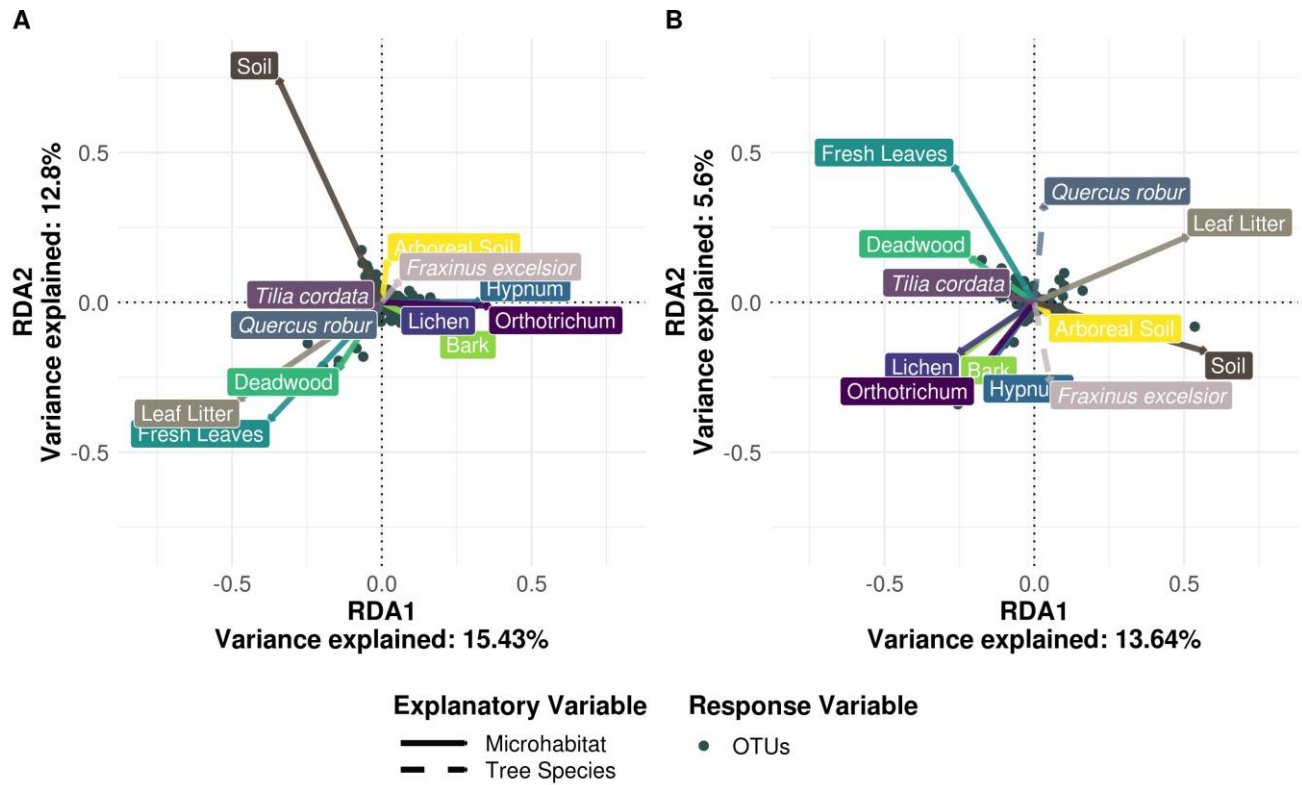 A
Soil
0.5
0.0
-0.5
RDA2
Variance explained: 12.8%
Arboreal Soil
Fraxinus excelsior
Tilia cordata
Hypnum
Quercus robur
Lichen
Orthotrichum
Bark
Deadwood
Leaf Litter
Fresh Leaves
-0.5
0.0
0.5
RDA1
Variance explained: 15.43%
B
Fresh Leaves
Quercus robur
Leaf Litter
Deadwood
Tilia cordata
Arboreal Soil
Soil
Lichen
Bark
Orthotrichum
Hypnu
Fraxinus excelsior
0.5
0.0
-0.5
RDA2
Variance explained: 5.6%
-0.5
0.0
0.5
RDA1
Variance explained: 13.64%
Explanatory Variable
Microhabitat
Tree Species
Response Variable
OTUs